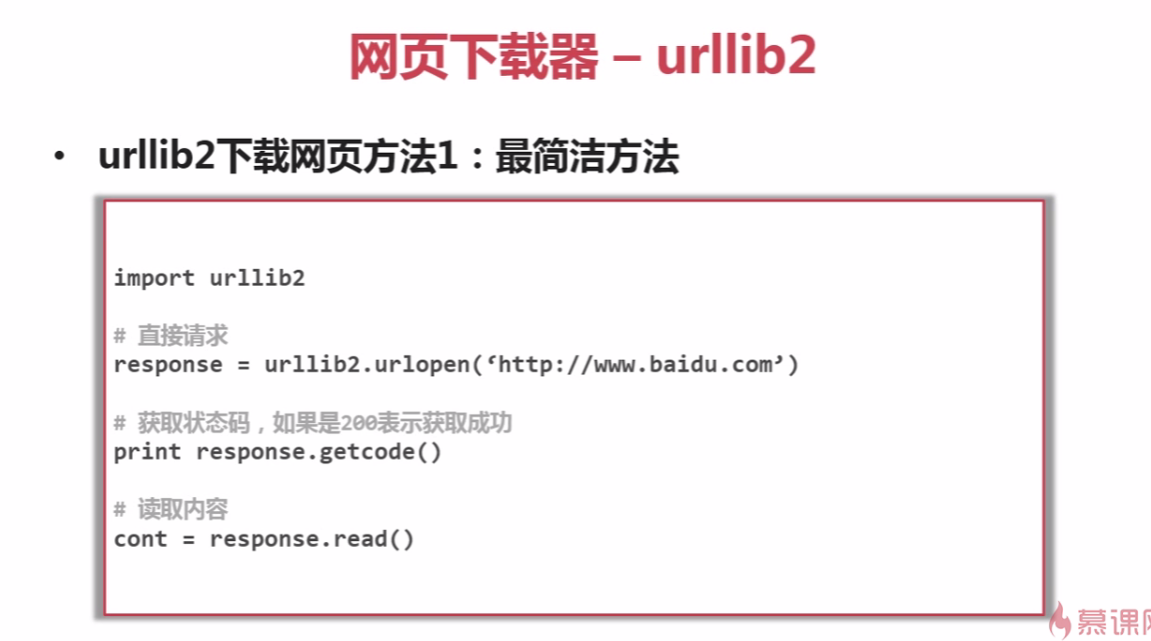 网页下载器 – urllib2
• urllib2下载网页方法1：最简洁方法
import urllib2
# 直接请求
response = urllib2.urlopen(‘http://www.baidu.com’)
# 获取状态码，如果是200表示获取成功
print response.getcode()
# 读取内容
cont = response.read()
慕课网